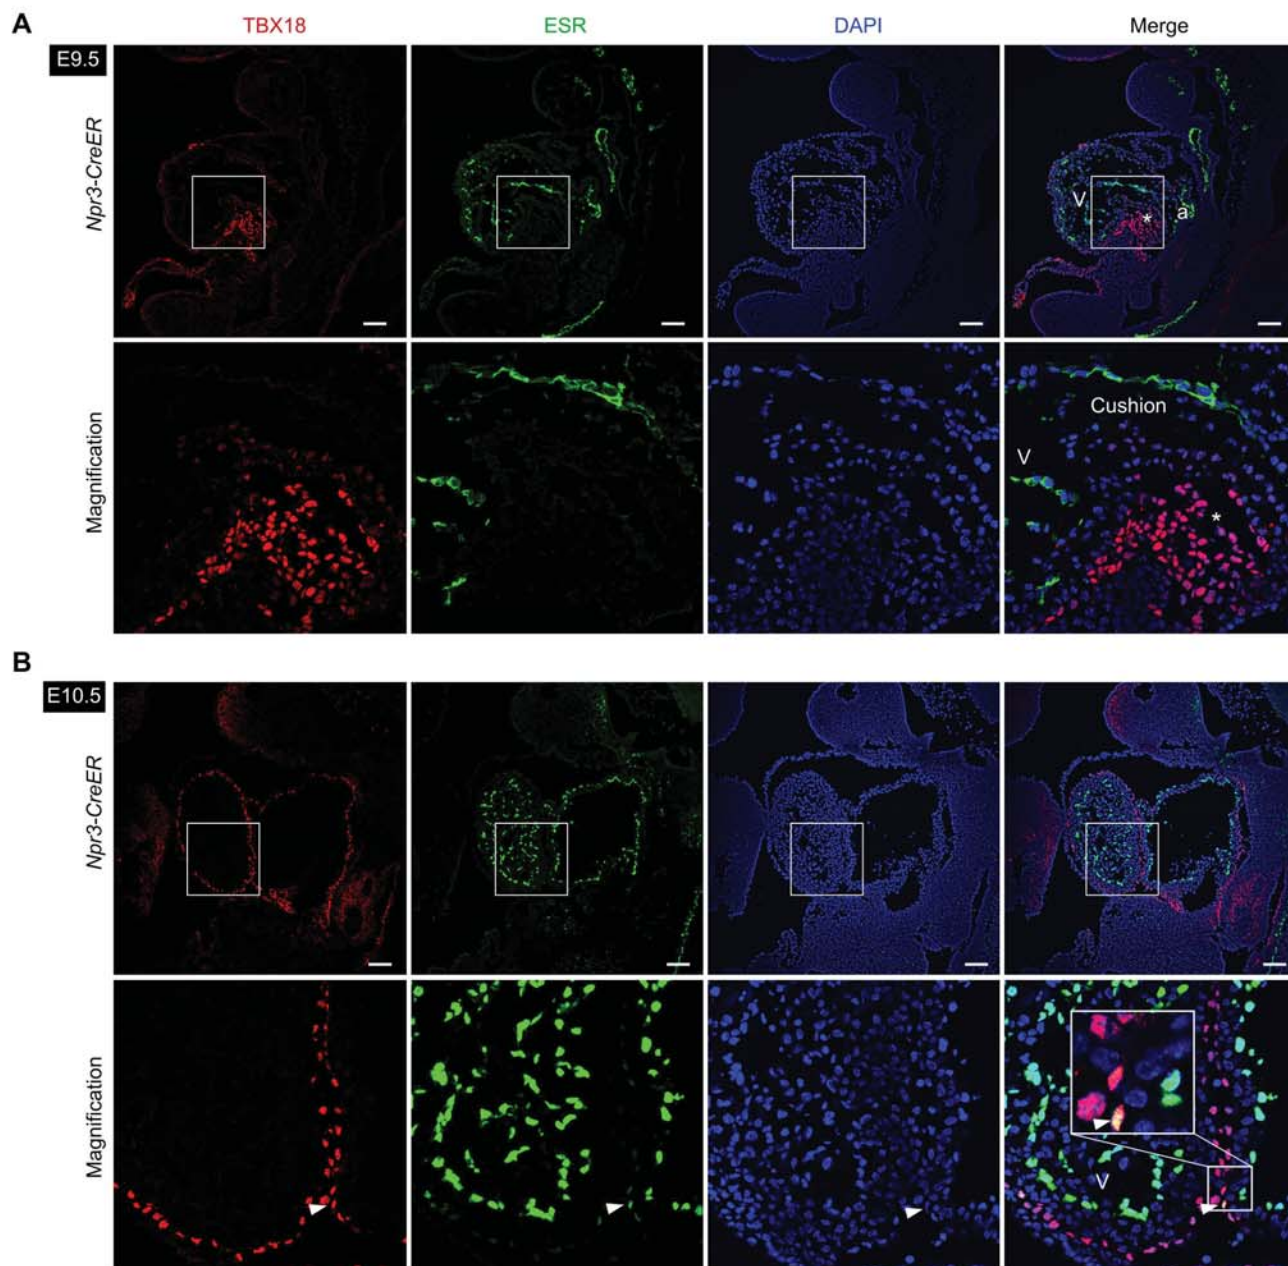 A
TBX18 ESR DAPI Merge
E9.5
Npr3-CreER
V * a
Magnification
Cushion
V
*
B
E10.5
Npr3-CreER
Magnification
V